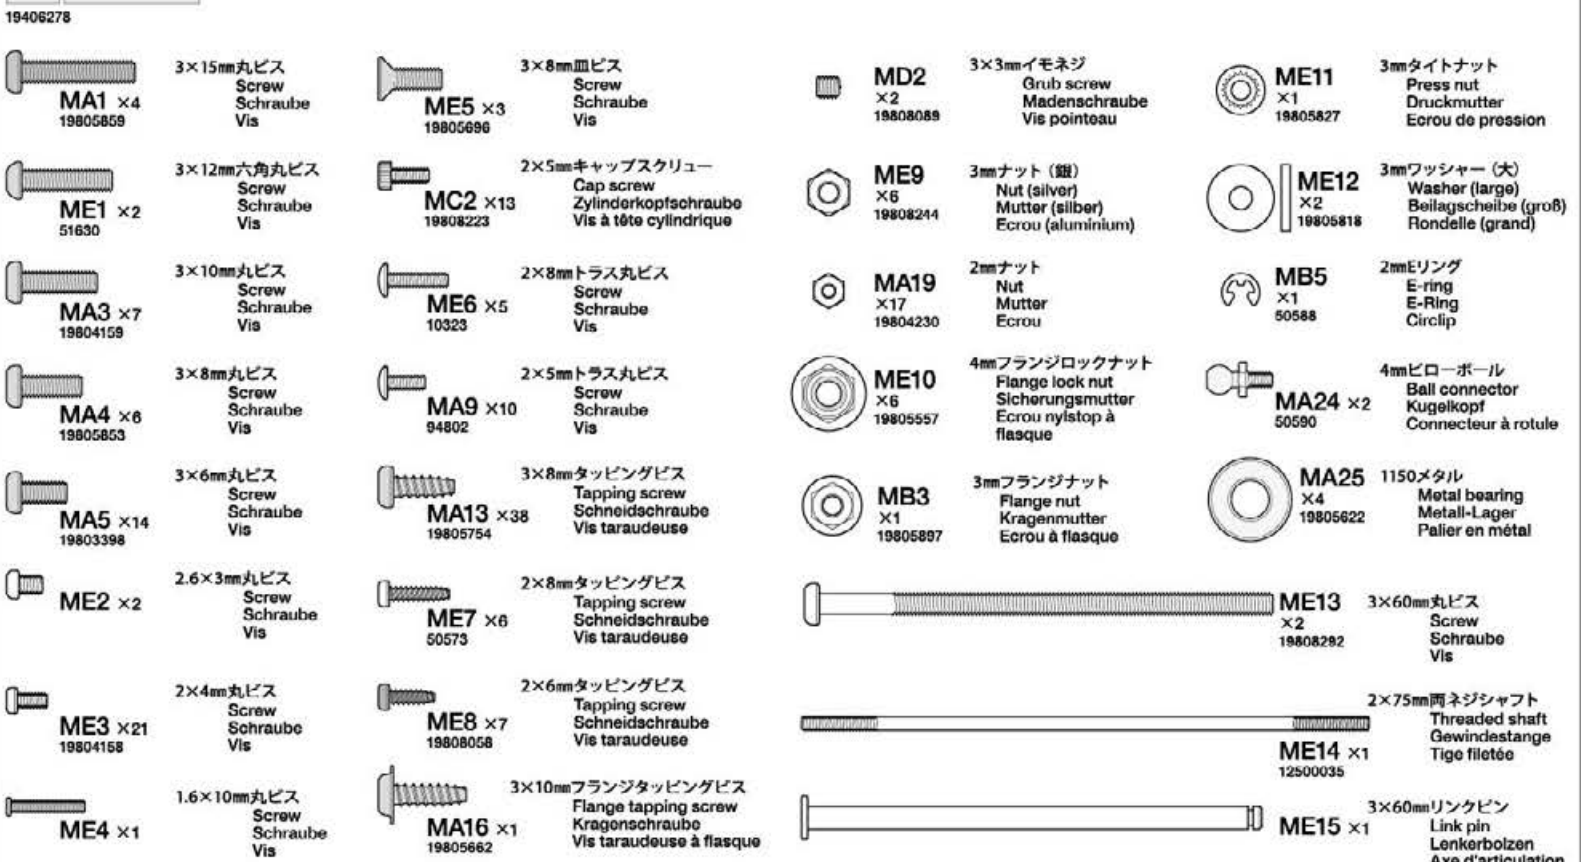 19406278
MA1 ×4
19805859
3×15mm丸ビス
Screw
Schraube
Vis
ME1 ×2
51630
3×12mm六角丸ビス
Screw
Schraube
Vis
MA3 ×7
19804159
3×10mm丸ビス
Screw
Schraube
Vis
MA4 ×6
19805853
3×8mm丸ビス
Screw
Schraube
Vis
MA5 ×14
19803398
3×6mm丸ビス
Screw
Schraube
Vis
ME2 ×2
2.6×3mm丸ビス
Screw
Schraube
Vis
ME3 ×21
19804158
2×4mm丸ビス
Screw
Schraube
Vis
ME4 ×1
1.6×10mm丸ビス
Screw
Schraube
Vis
ME5 ×3
19805696
3×8mm皿ビス
Screw
Schraube
Vis
MC2 ×13
19808223
2×5mmキャップスクリュー
Cap screw
Zylinderkopfschraube
Vis à tête cylindrique
ME6 ×5
10323
2×8mmトラス丸ビス
Screw
Schraube
Vis
MA9 ×10
94802
2×5mmトラス丸ビス
Screw
Schraube
Vis
MA13 ×38
19805754
3×8mmタッピングビス
Tapping screw
Schneidschraube
Vis taraudeuse
ME7 ×6
50573
2×8mmタッピングビス
Tapping screw
Schneidschraube
Vis taraudeuse
ME8 ×7
19808058
2×6mmタッピングビス
Tapping screw
Schneidschraube
Vis taraudeuse
MA16 ×1
19805662
3×10mmフランジタッピングビス
Flange tapping screw
Kragenschraube
Vis taraudeuse à flasque
MD2
×2
19808089
3×3mmイモネジ
Grub screw
Madenschraube
Vis pointeau
ME9
×6
19808244
3mmナット（銀）
Nut (silver)
Mutter (silber)
Ecrou (aluminium)
MA19
×17
19804230
2mmナット
Nut
Mutter
Ecrou
ME10
×6
19805557
4mmフランジロックナット
Flange lock nut
Sicherungsmutter
Ecrou nylstop à
flasque
MB3
×1
19805897
3mmフランジナット
Flange nut
Kragenmutter
Ecrou à flasque
ME11
×1
19805827
3mmタイトナット
Press nut
Druckmutter
Ecrou de pression
ME12
×2
19805818
3mmワッシャー（大）
Washer (large)
Beilagscheibe (groß)
Rondelle (grand)
MB5
×1
50588
2mmEリング
E-ring
E-Ring
Circlip
MA24 ×2
50590
4mmピローボール
Ball connector
Kugelkopf
Connecteur à rotule
MA25
×4
19805622
1150メタル
Metal bearing
Metall-Lager
Palier en métal
ME13
×2
19808292
3×60mm丸ビス
Screw
Schraube
Vis
ME14 ×1
12500035
2×75mm両ネジシャフト
Threaded shaft
Gewindestange
Tige filetée
ME15 ×1
3×60mmリンクピン
Link pin
Lenkerbolzen
Axe d'articulation